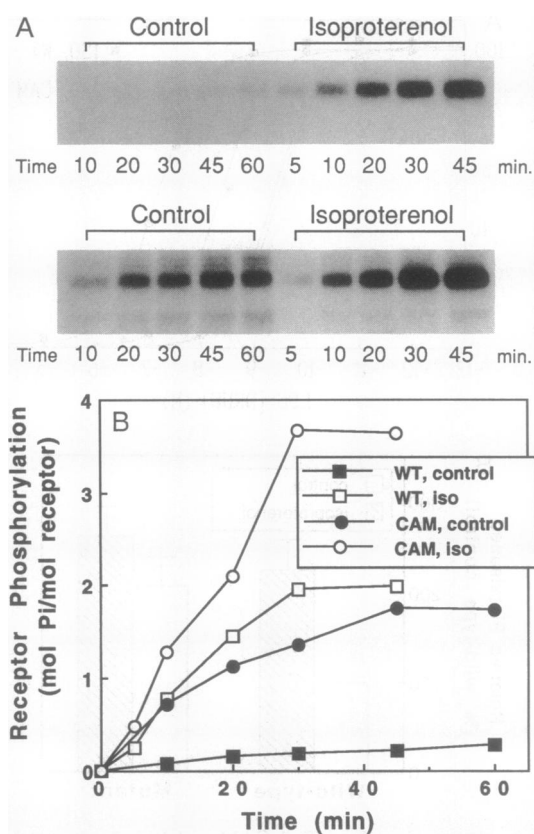 A
Control Isoproterenol
Time 10 20 30 45 60 5 10 20 30 45 min.
Control Isoproterenol
Time 10 20 30 45 60 5 10 20 30 45 min.
B
Receptor Phosphorylation
(mol Pi/mol receptor)
4
3
2
1
0
WT, control
WT, iso
CAM, control
CAM, iso
0 20 40 60
Time (min)